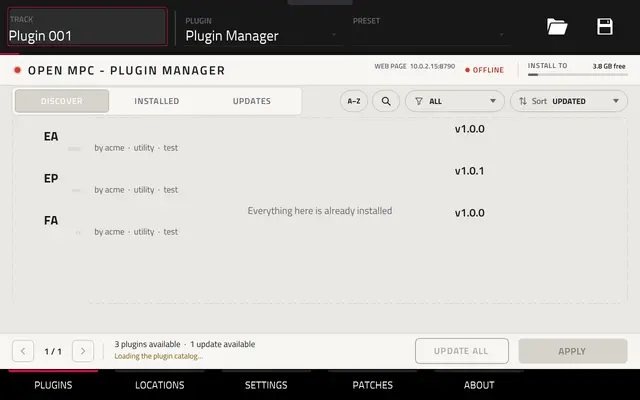 TRACK
Plugin 001
PLUGIN
Plugin Manager
PRESET
OPEN MPC - PLUGIN MANAGER
WEB PAGE 10.0.2.15:8790
OFFLINE
INSTALL TO
3.8 GB free
DISCOVER
INSTALLED
UPDATES
A–Z
ALL
Sort UPDATED
EA
by acme · utility · test
v1.0.0
EP
by acme · utility · test
v1.0.1
Everything here is already installed
FA
by acme · utility · test
v1.0.0
1 / 1
3 plugins available · 1 update available
Loading the plugin catalog...
UPDATE ALL
APPLY
PLUGINS
LOCATIONS
SETTINGS
PATCHES
ABOUT